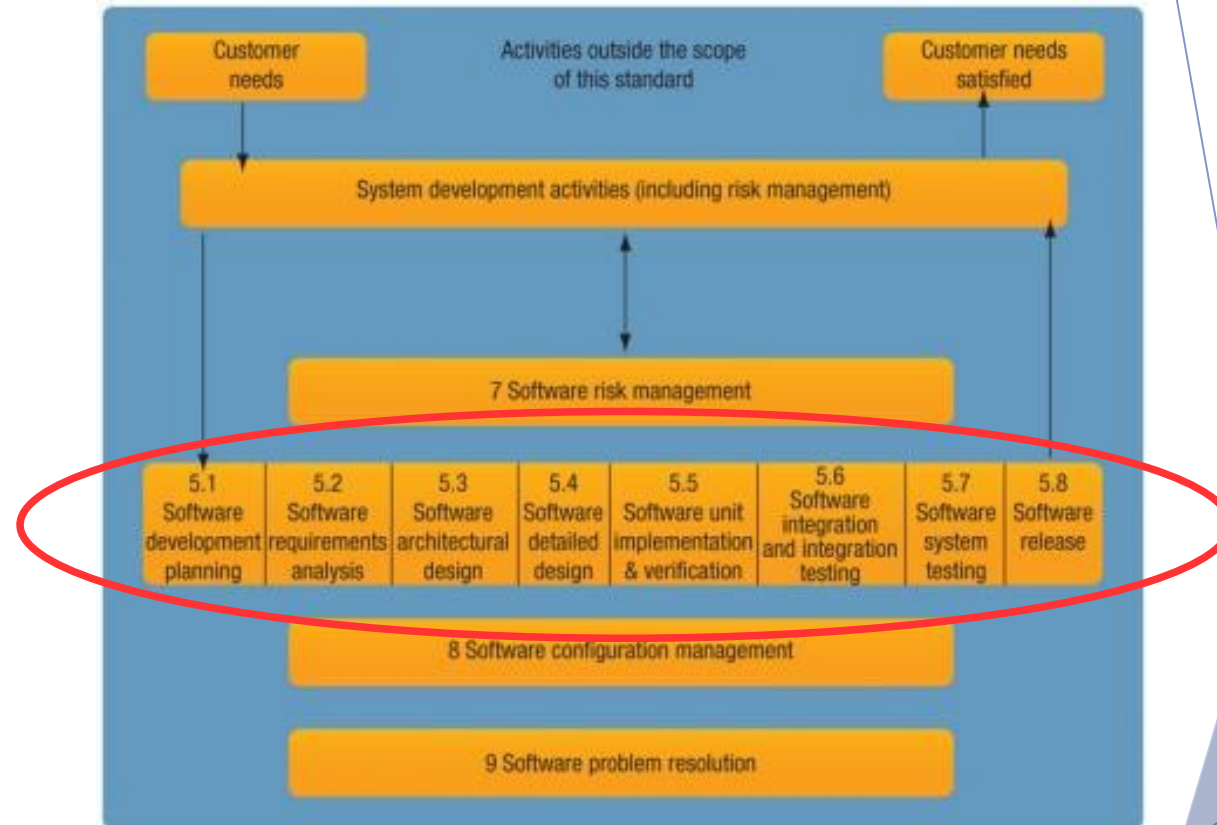 Customer
needs
Activities outside the scope
of this standard
Customer needs
satisfied
System development activities (including risk management)
7 Software risk management
5.1
Software
development
planning
5.2
Software
requirements
analysis
5.3
Software
architectural
design
5.4
Software
detailed
design
5.5
Software unit
implementation
& verification
5.6
Software
integration
and integration
testing
5.7
Software
system
testing
5.8
Software
release
8 Software configuration management
9 Software problem resolution